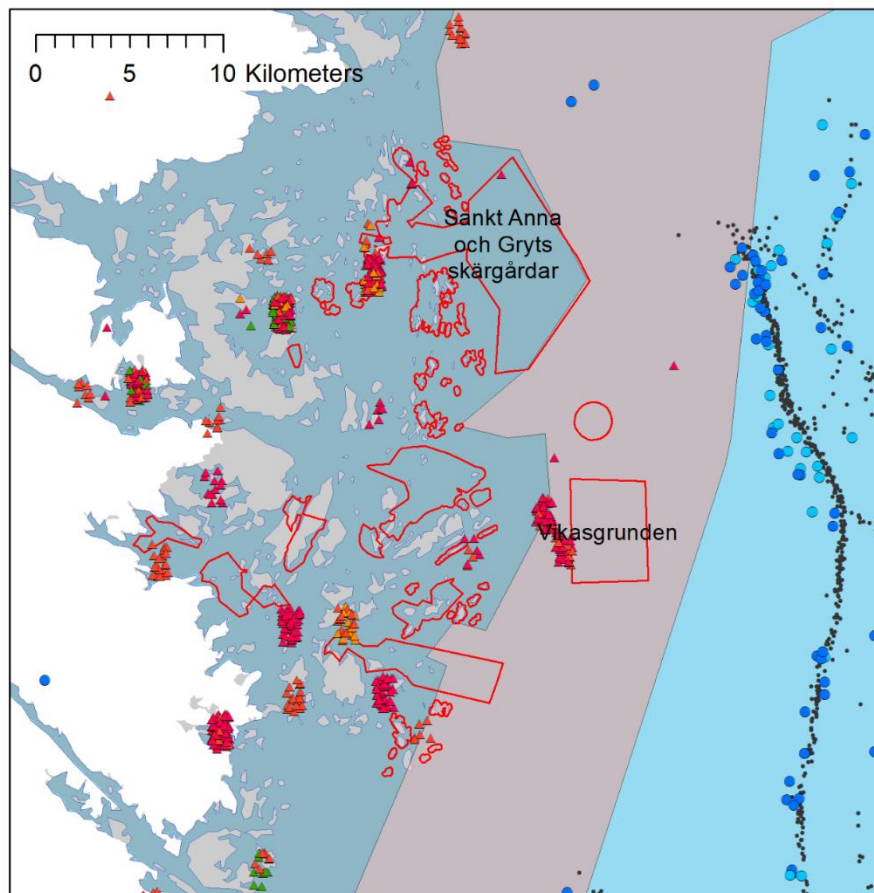 0 5 10 Kilometers
Sankt Anna
och Gryts
skärgårdar
Vikasgrunden